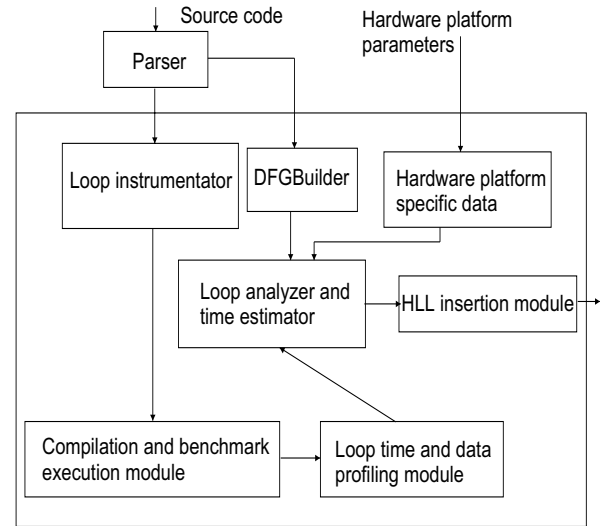 Source code
Hardware platform
parameters
Parser
Loop instrumentator
DFGBuilder
Hardware platform
specific data
Loop analyzer and
time estimator
HLL insertion module
Compilation and benchmark
execution module
Loop time and data
profiling module